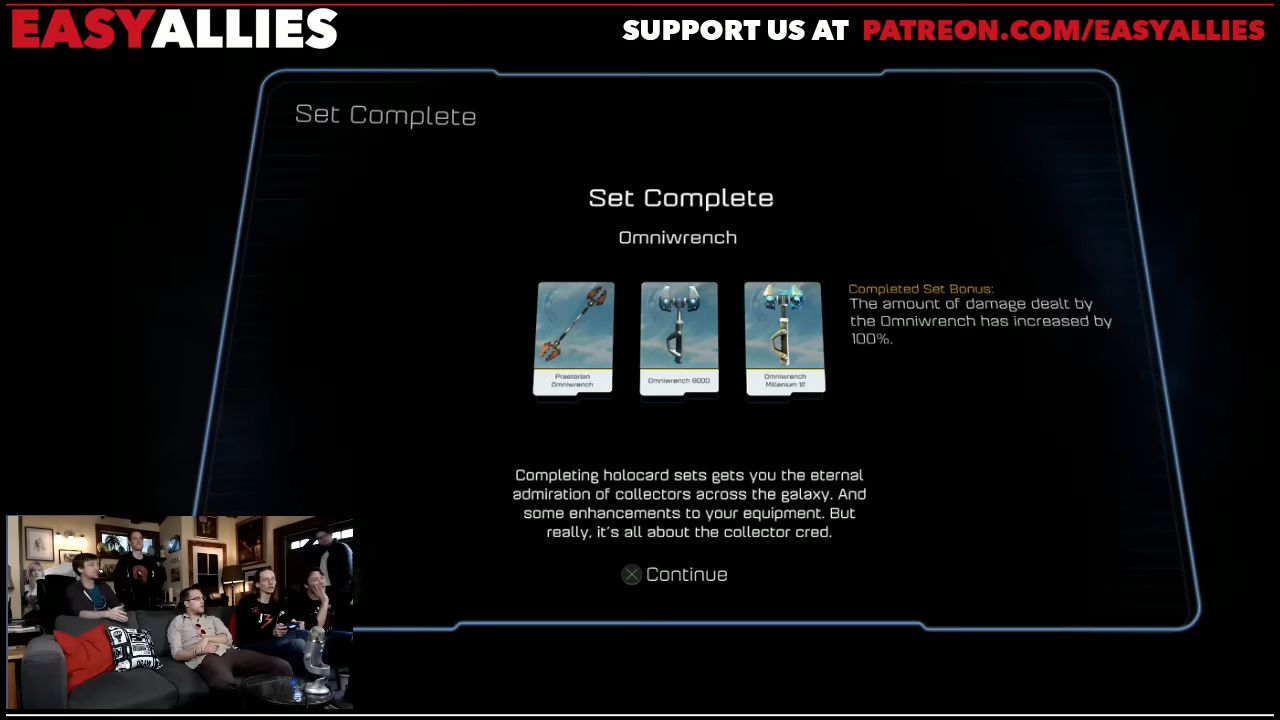 EASYALLIES
SUPPORT US AT PATREON.COM/EASYALLIES
Set Complete
Set Complete
Omniwrench
Praetorian
Omniwrench
Omniwrench 8000
Omniwrench
Millenium 12
Completed Set Bonus:
The amount of damage dealt by
the Omniwrench has increased by
100%.
Completing holocard sets gets you the eternal
admiration of collectors across the galaxy. And
some enhancements to your equipment. But
really, it's all about the collector cred.
Continue